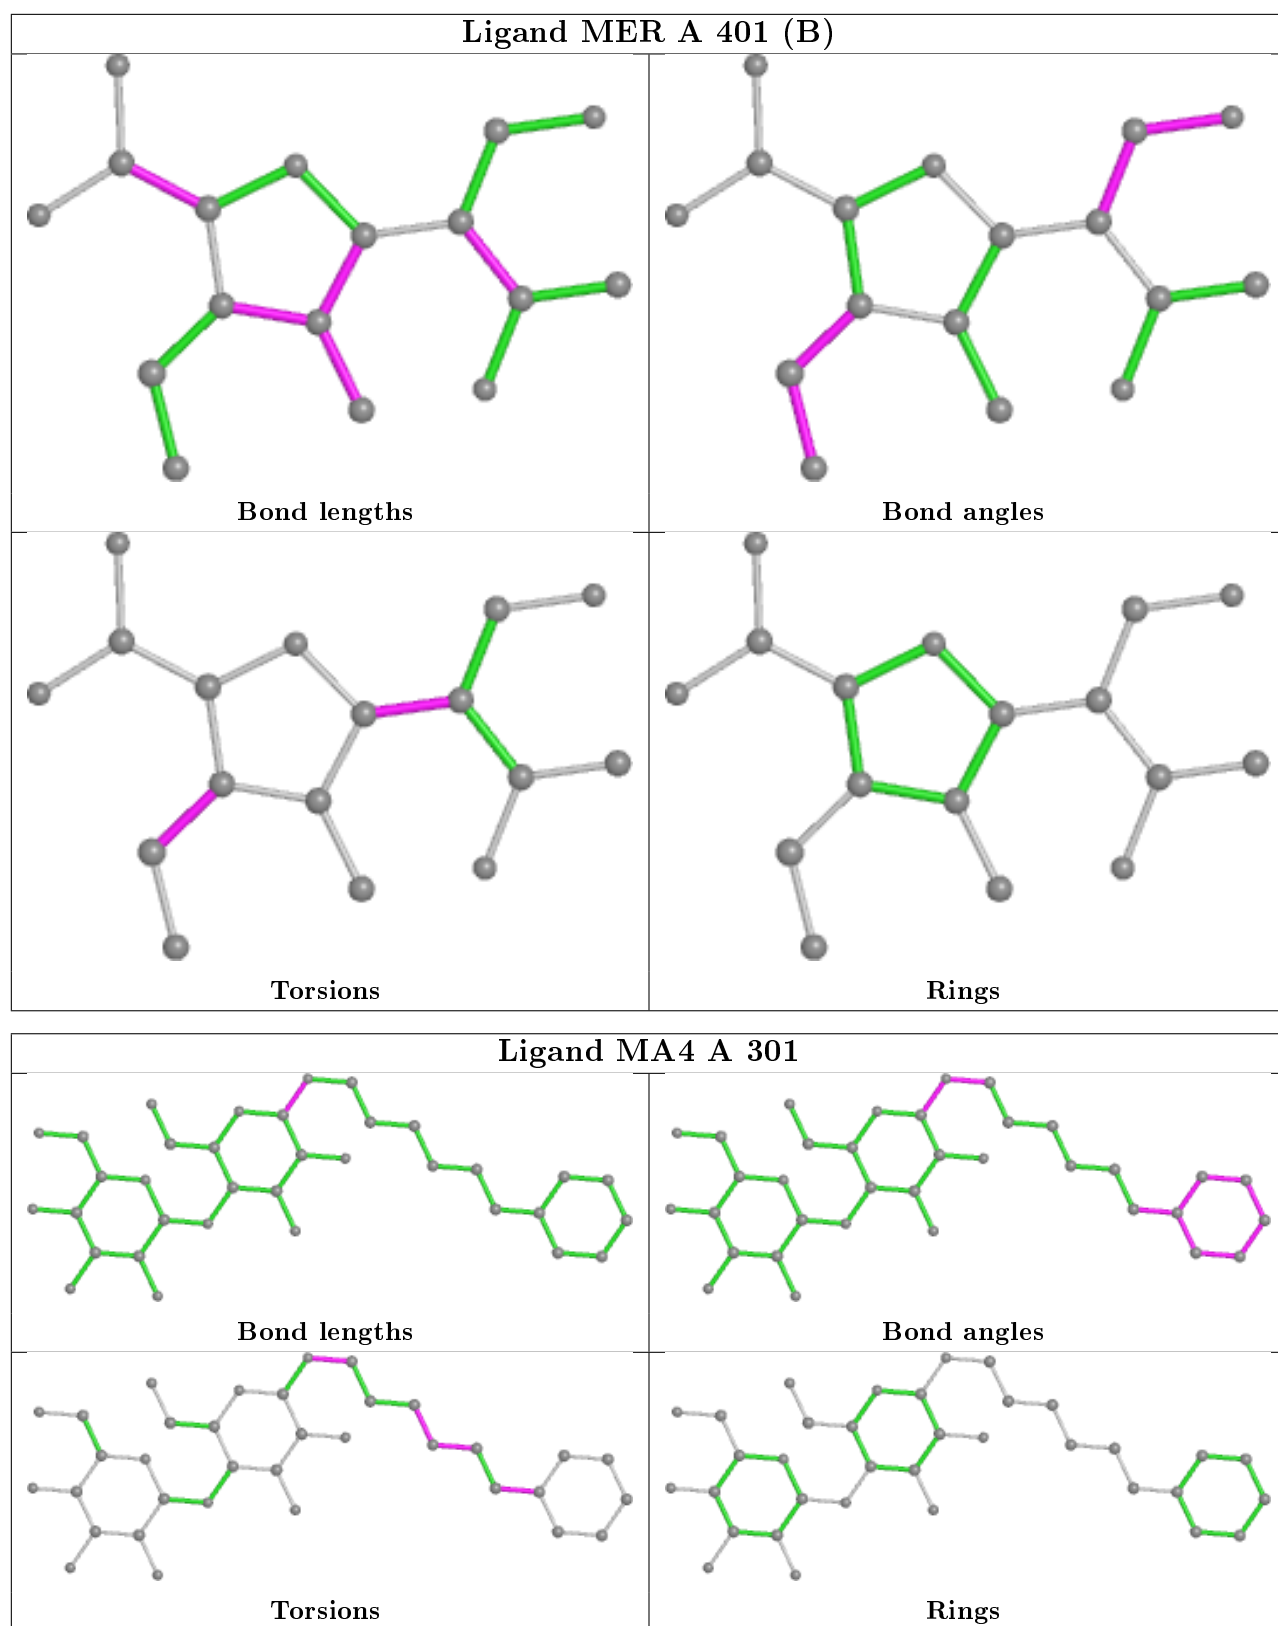 Ligand MER A 401 (B)
Bond lengths
Bond angles
Torsions
Rings
Ligand MA4 A 301
Bond lengths
Bond angles
Torsions
Rings